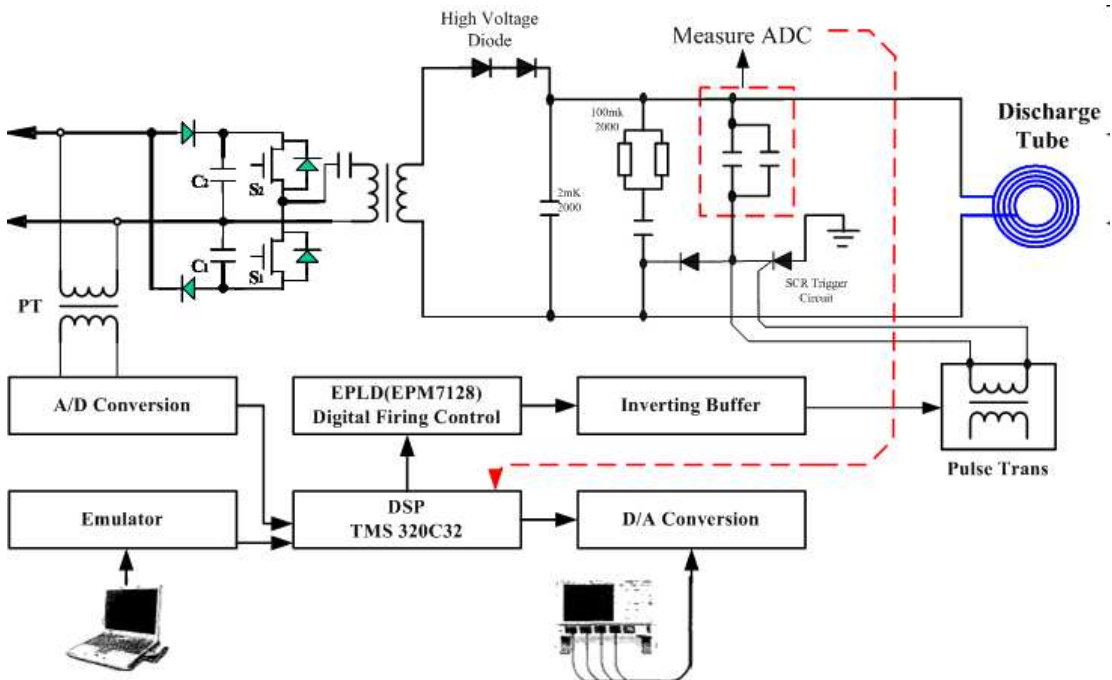 High Voltage
Diode
Measure ADC
100mk
2000
Discharge
Tube
C2
S2
2mK
2000
C1
S1
SCR Trigger
Circuit
PT
A/D Conversion
EPLD(EPM7128)
Digital Firing Control
Inverting Buffer
Pulse Trans
Emulator
DSP
TMS 320C32
D/A Conversion